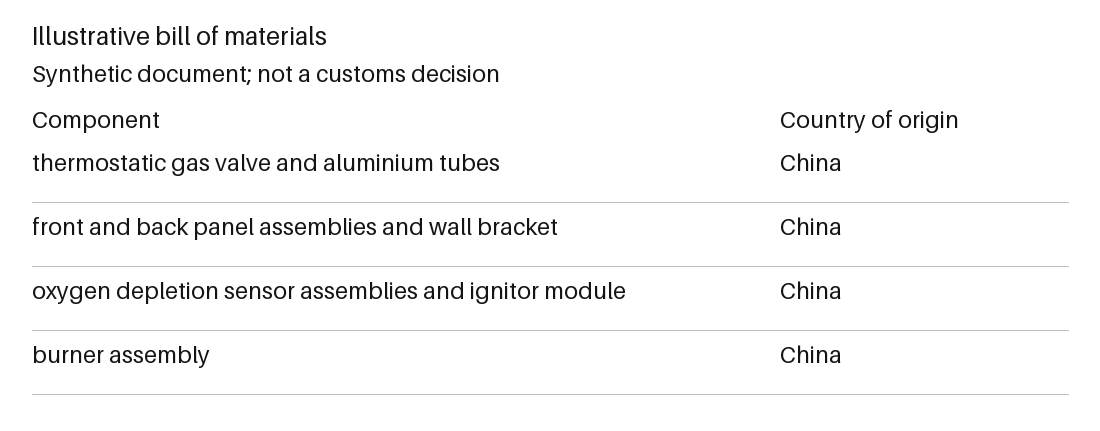 Illustrative bill of materials
Synthetic document; not a customs decision
Component Country of origin
thermostatic gas valve and aluminium tubes China
front and back panel assemblies and wall bracket China
oxygen depletion sensor assemblies and ignitor module China
burner assembly China